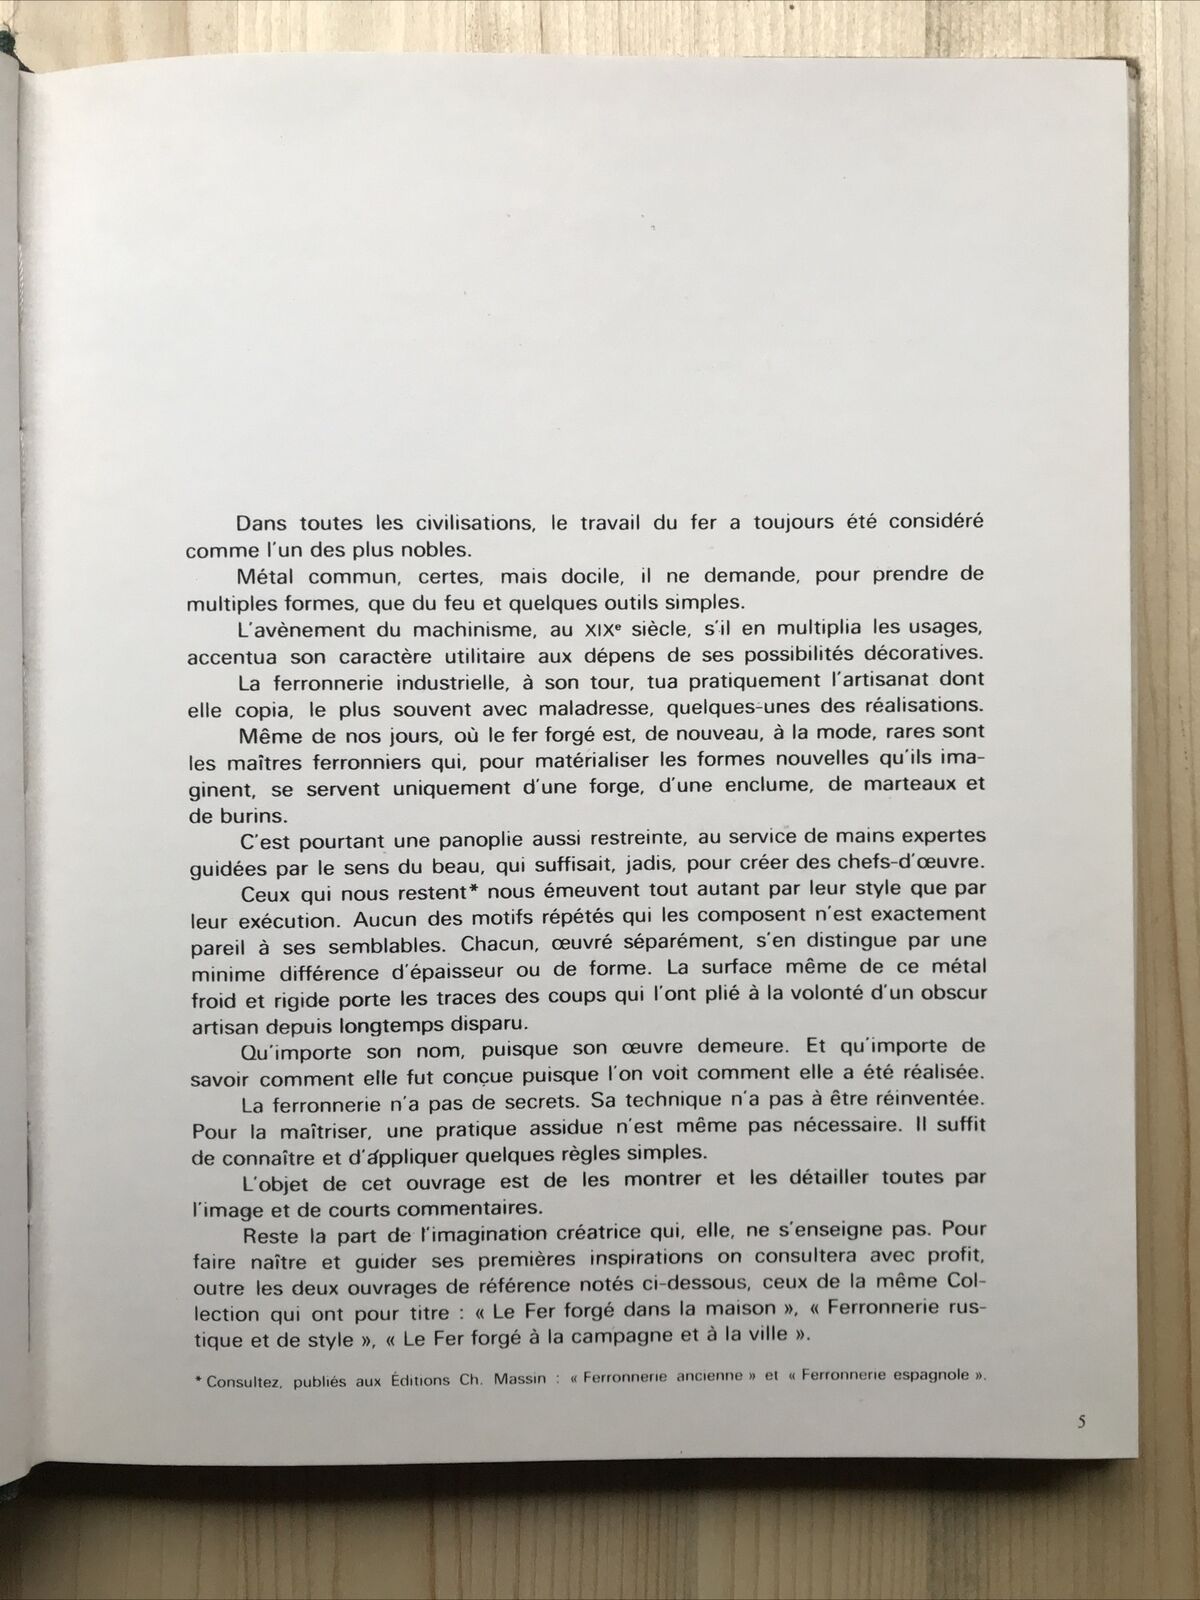 Dans toutes les civilisations, le travail du fer a toujours été considéré
comme l'un des plus nobles.
Métal commun, certes, mais docile, il ne demande, pour prendre de
multiples formes, que du feu et quelques outils simples.
L'avènement du machinisme, au XIXe siècle, s'il en multiplia les usages,
accentua son caractère utilitaire aux dépens de ses possibilités décoratives.
La ferronnerie industrielle, à son tour, tua pratiquement l'artisanat dont
elle copia, le plus souvent avec maladresse, quelques-unes des réalisations.
Même de nos jours, où le fer forgé est, de nouveau, à la mode, rares sont
les maîtres ferronniers qui, pour matérialiser les formes nouvelles qu'ils ima-
ginent, se servent uniquement d'une forge, d'une enclume, de marteaux et
de burins.
C'est pourtant une panoplie aussi restreinte, au service de mains expertes
guidées par le sens du beau, qui suffisait, jadis, pour créer des chefs-d'œuvre.
Ceux qui nous restent* nous émeuvent tout autant par leur style que par
leur exécution. Aucun des motifs répétés qui les composent n'est exactement
pareil à ses semblables. Chacun, œuvré séparément, s'en distingue par une
minime différence d'épaisseur ou de forme. La surface même de ce métal
froid et rigide porte les traces des coups qui l'ont plié à la volonté d'un obscur
artisan depuis longtemps disparu.
Qu'importe son nom, puisque son œuvre demeure. Et qu'importe de
savoir comment elle fut conçue puisque l'on voit comment elle a été réalisée.
La ferronnerie n'a pas de secrets. Sa technique n'a pas à être réinventée.
Pour la maîtriser, une pratique assidue n'est même pas nécessaire. Il suffit
de connaître et d'appliquer quelques règles simples.
L'objet de cet ouvrage est de les montrer et les détailler toutes par
l'image et de courts commentaires.
Reste la part de l'imagination créatrice qui, elle, ne s'enseigne pas. Pour
faire naître et guider ses premières inspirations on consultera avec profit,
outre les deux ouvrages de référence notés ci-dessous, ceux de la même Col-
lection qui ont pour titre : « Le Fer forgé dans la maison », « Ferronnerie rus-
tique et de style », « Le Fer forgé à la campagne et à la ville ».
* Consultez, publiés aux Éditions Ch. Massin : « Ferronnerie ancienne » et « Ferronnerie espagnole ».
5